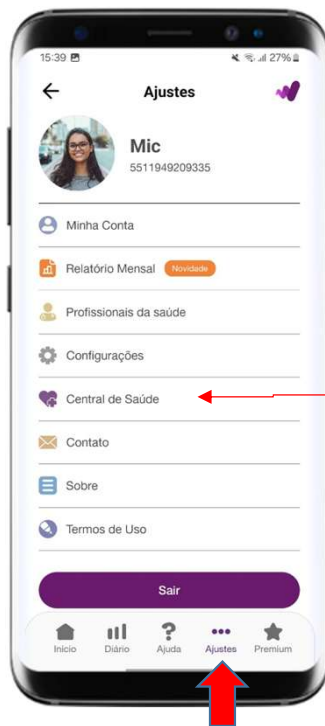 15:39 27%
Ajustes
Mic
5511949209335
Minha Conta
Relatório Mensal Novidade
Profissionais da saúde
Configurações
Central de Saúde
Contato
Sobre
Termos de Uso
Sair
Início Diário Ajuda Ajustes Premium